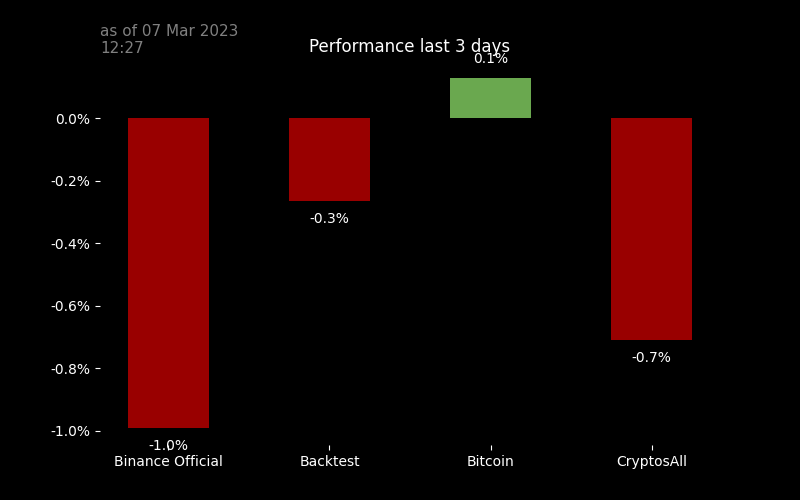 as of 07 Mar 2023
12:27
Performance last 3 days
0.1%
0.0%
-0.2%
-0.3%
-0.4%
-0.6%
-0.7%
-0.8%
-1.0%
-1.0%
Binance Official
Backtest
Bitcoin
CryptosAll